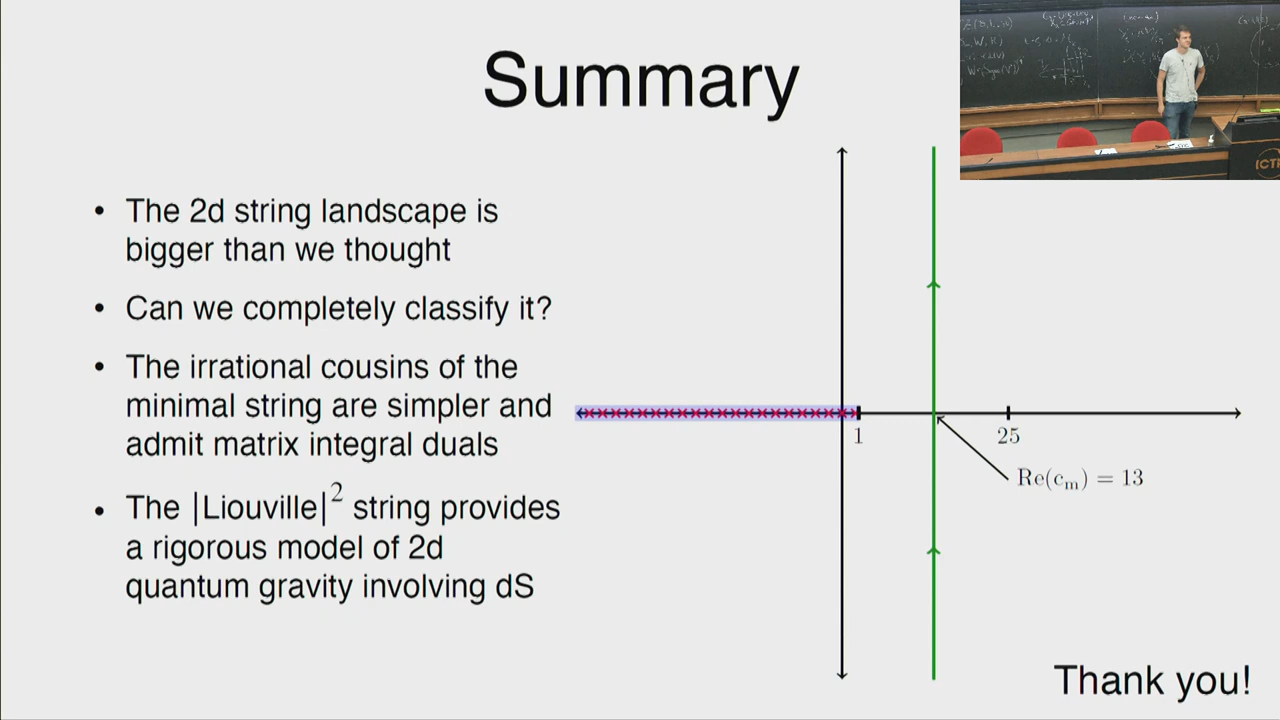 Summary
• The 2d string landscape is
bigger than we thought
• Can we completely classify it?
• The irrational cousins of the
minimal string are simpler and
admit matrix integral duals
• The |Liouville|² string provides
a rigorous model of 2d
quantum gravity involving dS
1
25
Re(cₘ) = 13
Thank you!